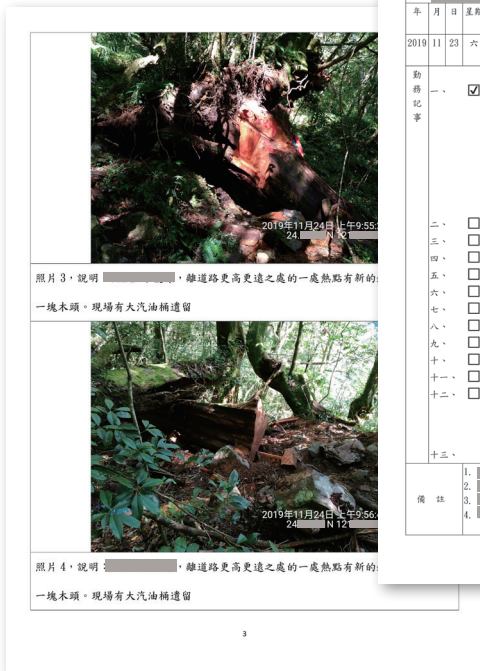 2019年11月24日 上午9:55:
24. N 121
照片 3，說明 ，離道路更高更遠之處的一處熱點有新的
一塊木頭。現場有大汽油桶遺留
2019年11月24日 上午9:56:
24 N 12
照片 4，說明： ，離道路更高更遠之處的一處熱點有新的
一塊木頭。現場有大汽油桶遺留
3
年 月 日 星期
2019 11 23 六
勤務記事
一、
二、
三、
四、
五、
六、
七、
八、
九、
十、
十一、
十二、
十三、
備 註
1.
2.
3.
4.